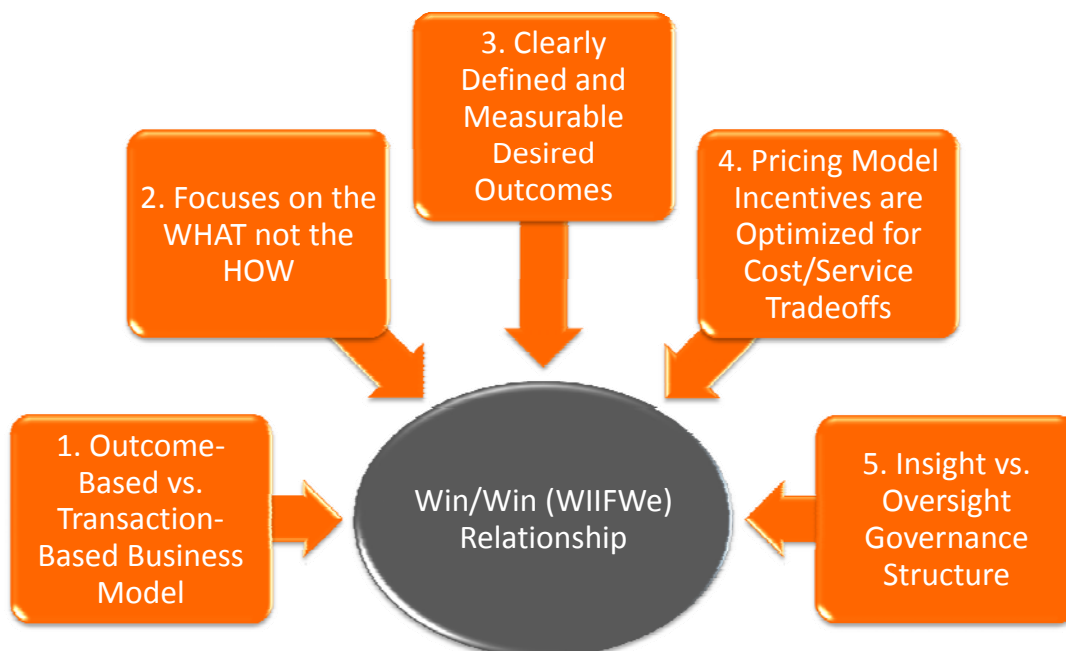 1. Outcome-
Based vs.
Transaction-
Based Business
Model
2. Focuses on the
WHAT not the
HOW
3. Clearly
Defined and
Measurable
Desired
Outcomes
4. Pricing Model
Incentives are
Optimized for
Cost/Service
Tradeoffs
5. Insight vs.
Oversight
Governance
Structure
Win/Win (WIIFWe)
Relationship